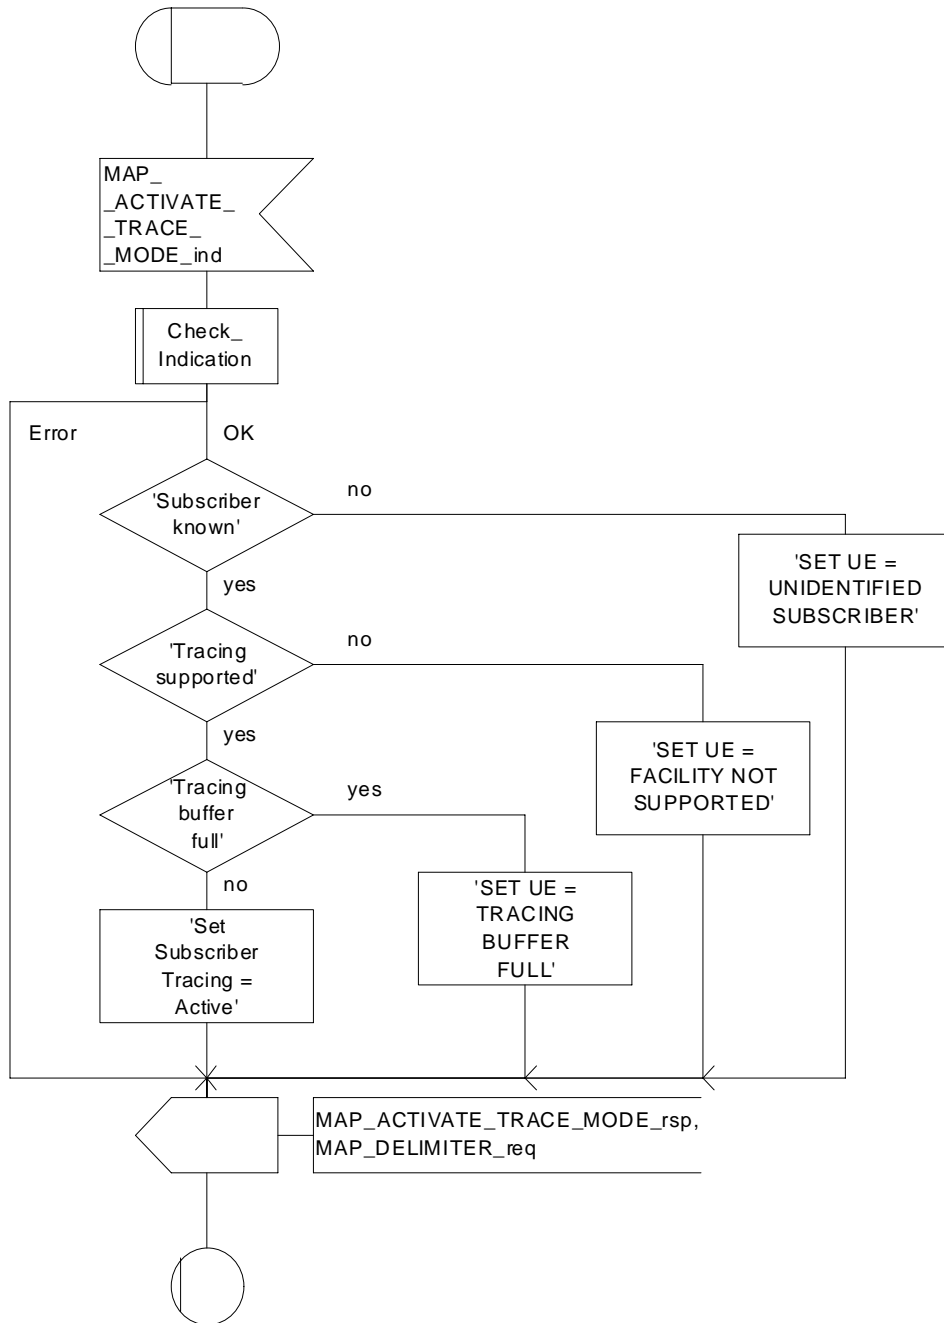 MAP_
_ACTIVATE_
_TRACE_
_MODE_ind
Check_
Indication
Error
OK
'Subscriber
known'
no
'SET UE =
UNIDENTIFIED
SUBSCRIBER'
yes
'Tracing
supported'
no
'SET UE =
FACILITY NOT
SUPPORTED'
yes
'Tracing
buffer
full'
yes
'SET UE =
TRACING
BUFFER
FULL'
no
'Set
Subscriber
Tracing =
Active'
MAP_ACTIVATE_TRACE_MODE_rsp,
MAP_DELIMITER_req